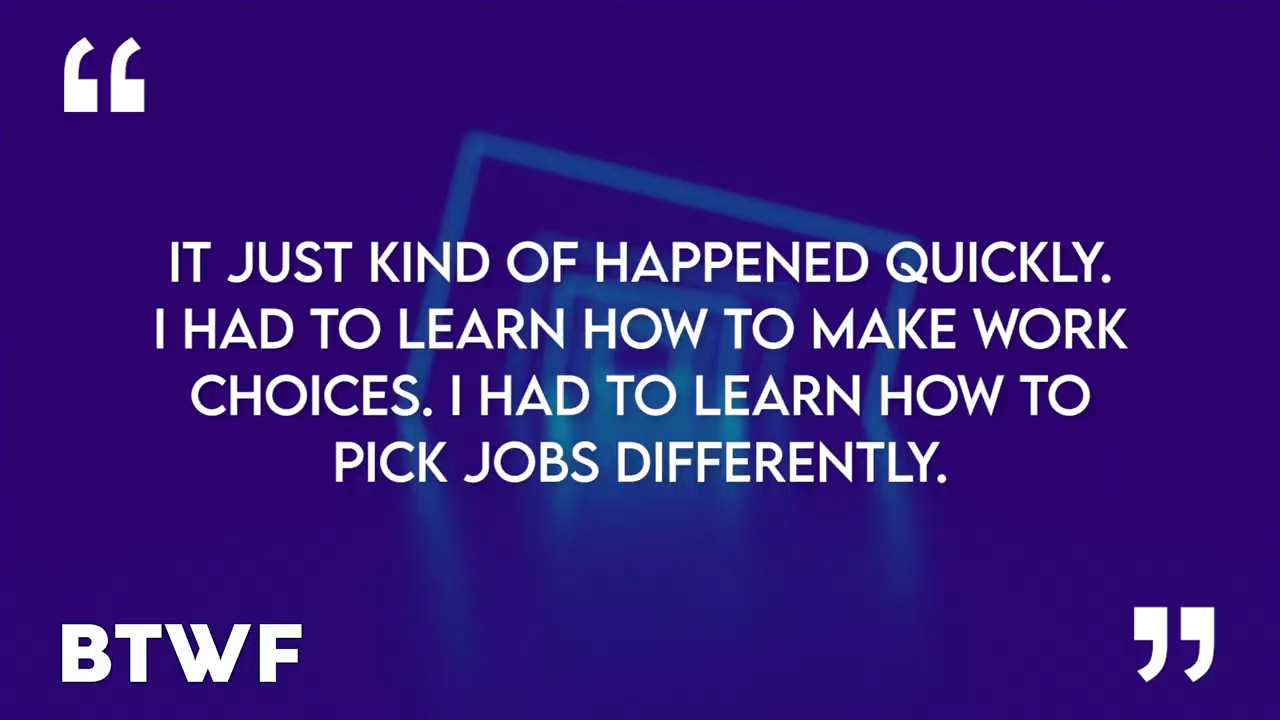 “
IT JUST KIND OF HAPPENED QUICKLY.
I HAD TO LEARN HOW TO MAKE WORK
CHOICES. I HAD TO LEARN HOW TO
PICK JOBS DIFFERENTLY.
”
BTWF